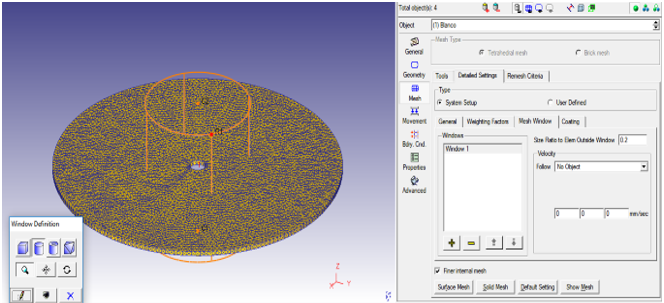 Total object(s): 4
Object
(1) Blanco
General
Geometry
Mesh
Movement
Bdry. Cnd.
Properties
Advanced
Mesh Type
Tetrahedral mesh
Brick mesh
Tools
Detailed Settings
Remesh Criteria
Type
System Setup
User Defined
General
Weighting Factors
Mesh Window
Coating
Windows
Window 1
Size Ratio to Elem Outside Window
0.2
Velocity
Follow
No Object
0 0 0 mm/sec
Finer internal mesh
Surface Mesh
Solid Mesh
Default Setting
Show Mesh
Window Definition
Z
Y
X